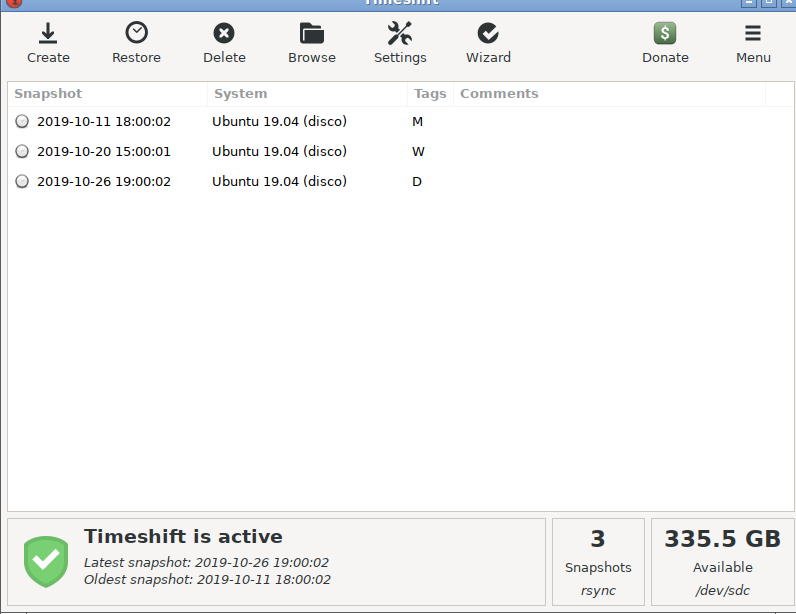 Timeshift
Create Restore Delete Browse Settings Wizard Donate Menu
Snapshot System Tags Comments
2019-10-11 18:00:02 Ubuntu 19.04 (disco) M
2019-10-20 15:00:01 Ubuntu 19.04 (disco) W
2019-10-26 19:00:02 Ubuntu 19.04 (disco) D
Timeshift is active
Latest snapshot: 2019-10-26 19:00:02
Oldest snapshot: 2019-10-11 18:00:02
3
Snapshots
rsync
335.5 GB
Available
/dev/sdc